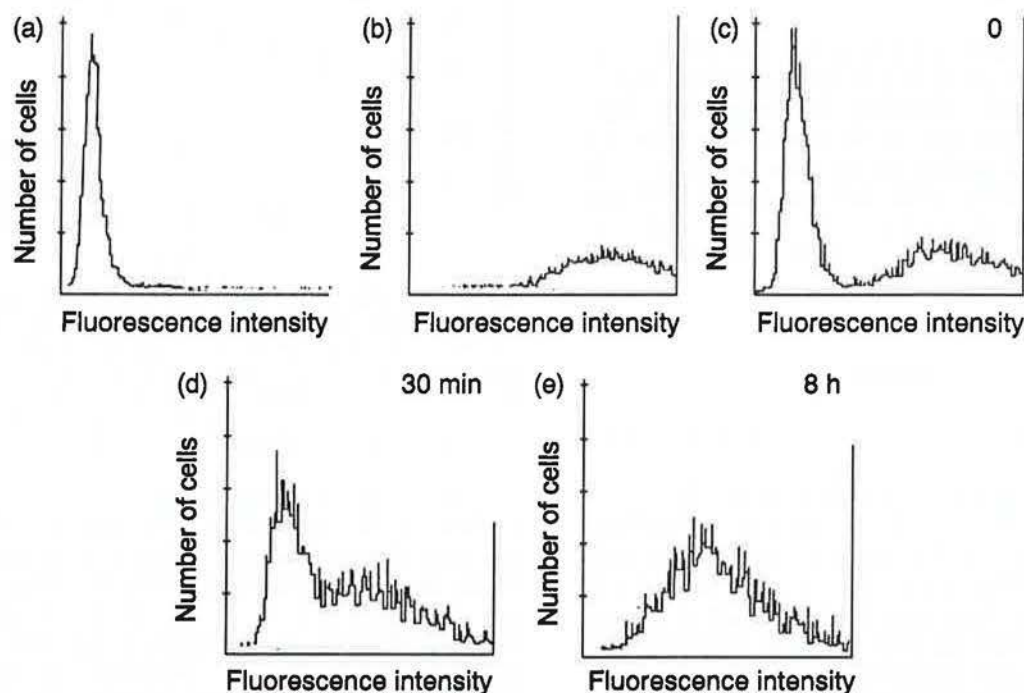 (a)
Number of cells
Fluorescence intensity
(b)
Number of cells
Fluorescence intensity
(c)
0
Number of cells
Fluorescence intensity
(d)
30 min
Number of cells
Fluorescence intensity
(e)
8 h
Number of cells
Fluorescence intensity